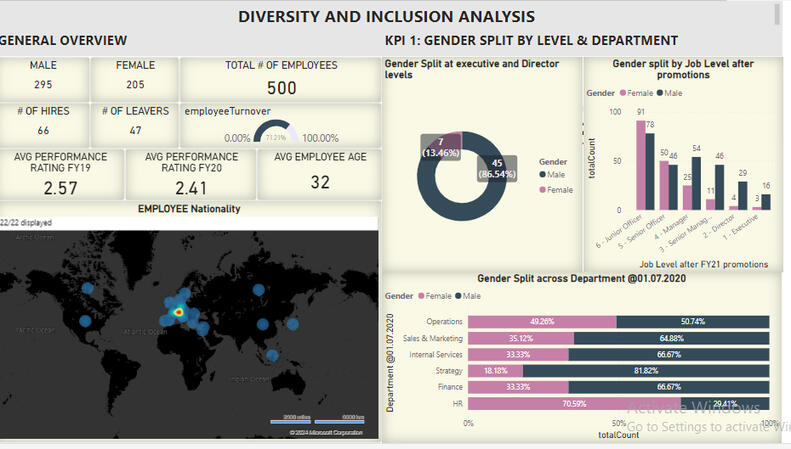 DIVERSITY AND INCLUSION ANALYSIS
GENERAL OVERVIEW
MALE
295
FEMALE
205
TOTAL # OF EMPLOYEES
500
# OF HIRES
66
# OF LEAVERS
47
employeeTurnover
0.00%
71.21%
100.00%
AVG PERFORMANCE
RATING FY19
2.57
AVG PERFORMANCE
RATING FY20
2.41
AVG EMPLOYEE AGE
32
EMPLOYEE Nationality
22/22 displayed
Arctic Ocean
Arctic Ocean
Pacific Ocean
Atlantic Ocean
Indian Ocean
© 2024 Microsoft Corporation
KPI 1: GENDER SPLIT BY LEVEL & DEPARTMENT
Gender Split at executive and Director
levels
7
(13.46%)
45
(86.54%)
Gender
Male
Female
Gender split by Job Level after
promotions
Gender Female Male
totalCount
100
50
0
91
78
50
46
25
54
11
46
4
29
3
16
6 - Junior Officer
5 - Senior Officer
4 - Manager
3 - Senior Manag...
2 - Director
1 - Executive
Job Level after FY21 promotions
Gender Split across Department @01.07.2020
Gender Female Male
Department @01.07.2020
Operations 49.26% 50.74%
Sales & Marketing 35.12% 64.88%
Internal Services 33.33% 66.67%
Strategy 18.18% 81.82%
Finance 33.33% 66.67%
HR 70.59% 29.41%
0% 50% 100%
totalCount
Activate Windows
Go to Settings to activate Wi